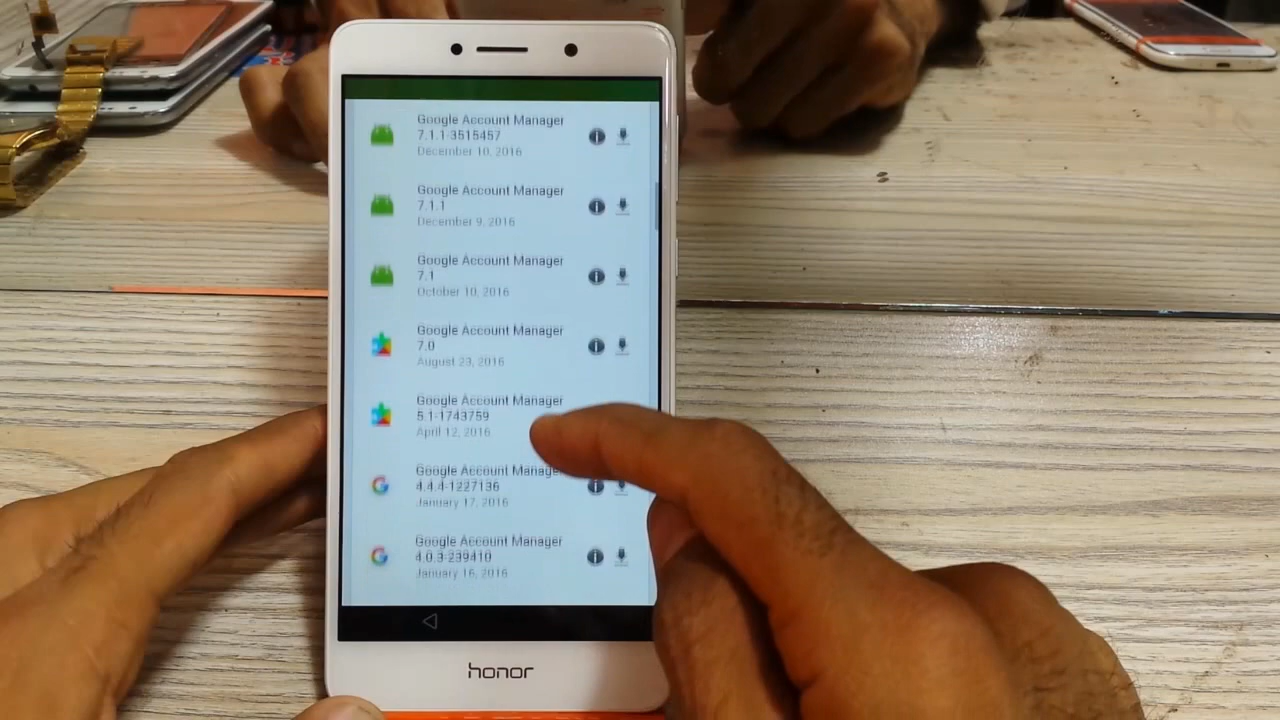 Google Account Manager
7.1.1-3515457
December 10, 2016
Google Account Manager
7.1.1
December 9, 2016
Google Account Manager
7.1
October 10, 2016
Google Account Manager
7.0
August 23, 2016
Google Account Manager
5.1-1743759
April 12, 2016
Google Account Manage
4.4.4-1227136
January 17, 2016
Google Account Manager
4.0.3-239410
January 16, 2016
honor